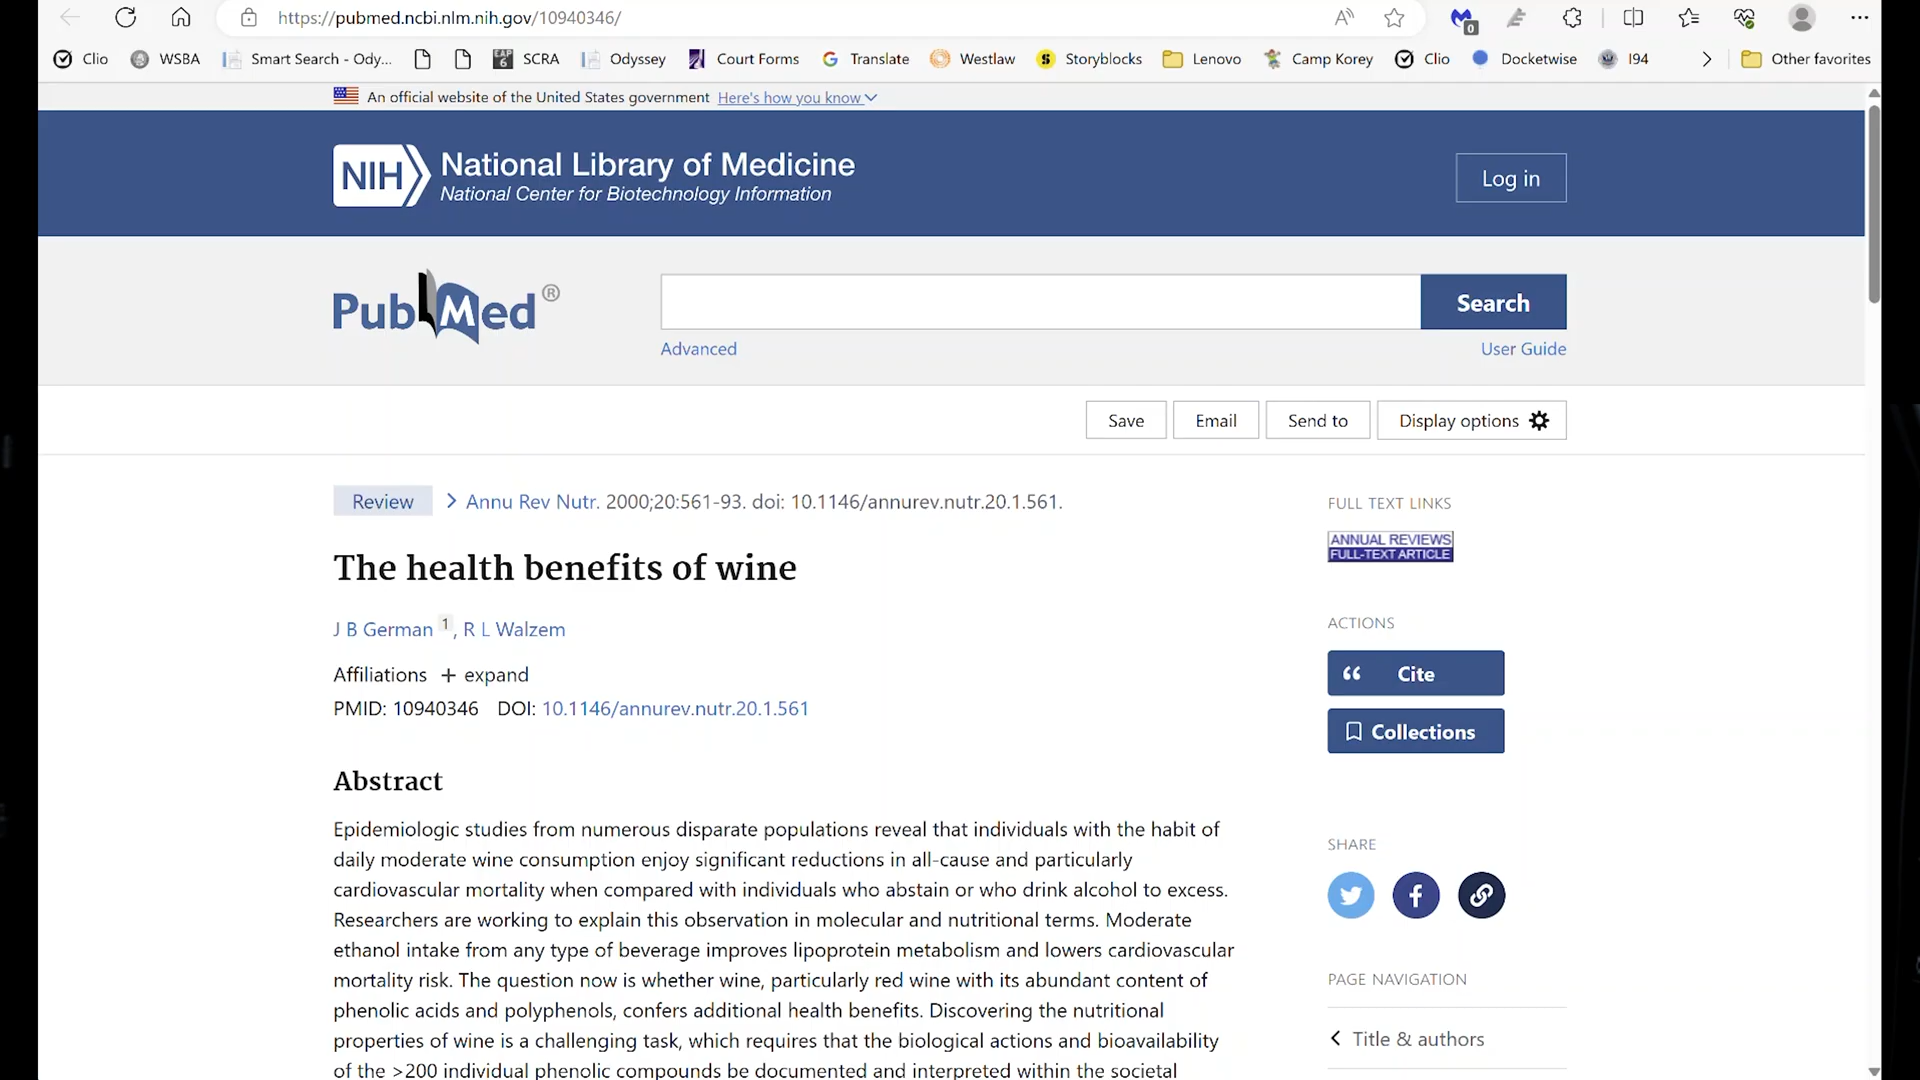 https://pubmed.ncbi.nlm.nih.gov/10940346/
0
Clio WSBA Smart Search - Ody... SCRA Odyssey Court Forms Translate Westlaw Storyblocks Lenovo Camp Korey Clio Docketwise I94 Other favorites
An official website of the United States government Here's how you know
NIH National Library of Medicine
National Center for Biotechnology Information
Log in
PubMed®
Search
Advanced
User Guide
Save Email Send to Display options
Review Annu Rev Nutr. 2000;20:561-93. doi: 10.1146/annurev.nutr.20.1.561.
The health benefits of wine
J B German 1, R L Walzem
Affiliations + expand
PMID: 10940346 DOI: 10.1146/annurev.nutr.20.1.561
Abstract
Epidemiologic studies from numerous disparate populations reveal that individuals with the habit of
daily moderate wine consumption enjoy significant reductions in all-cause and particularly
cardiovascular mortality when compared with individuals who abstain or who drink alcohol to excess.
Researchers are working to explain this observation in molecular and nutritional terms. Moderate
ethanol intake from any type of beverage improves lipoprotein metabolism and lowers cardiovascular
mortality risk. The question now is whether wine, particularly red wine with its abundant content of
phenolic acids and polyphenols, confers additional health benefits. Discovering the nutritional
properties of wine is a challenging task, which requires that the biological actions and bioavailability
of the >200 individual phenolic compounds be documented and interpreted within the societal
FULL TEXT LINKS
ANNUAL REVIEWS
FULL-TEXT ARTICLE
ACTIONS
Cite
Collections
SHARE
PAGE NAVIGATION
Title & authors